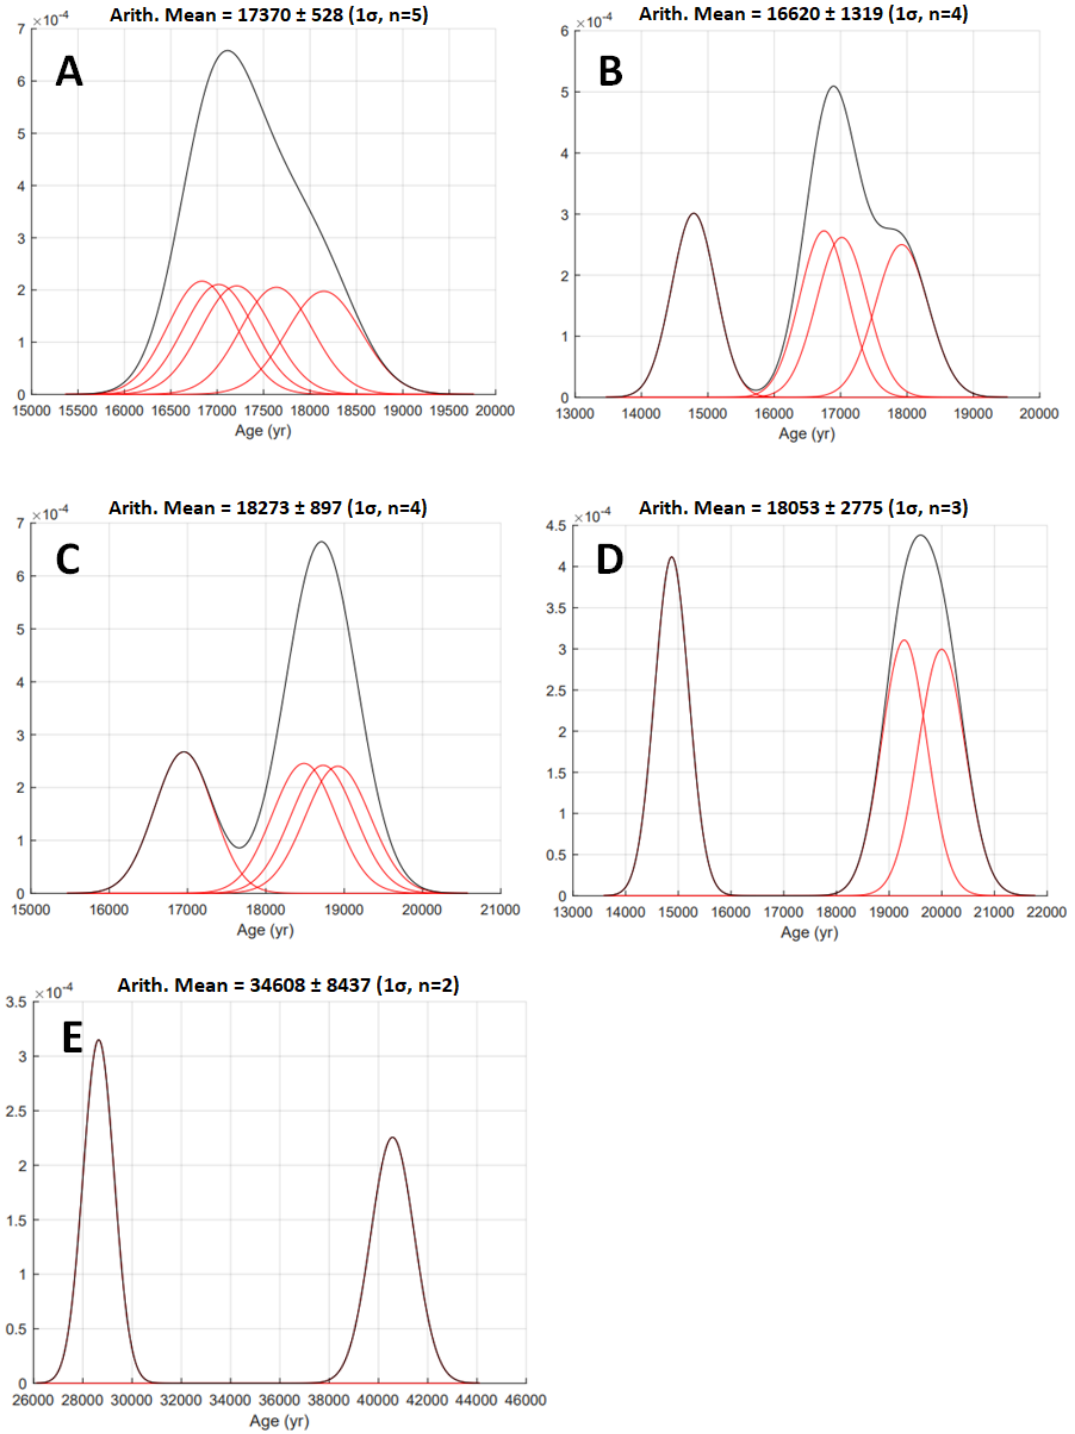 Arith. Mean = 17370 ± 528 (1σ, n=5)
×10⁻⁴
A
7
6
5
4
3
2
1
0
15000 15500 16000 16500 17000 17500 18000 18500 19000 19500 20000
Age (yr)
Arith. Mean = 16620 ± 1319 (1σ, n=4)
×10⁻⁴
B
6
5
4
3
2
1
0
13000 14000 15000 16000 17000 18000 19000 20000
Age (yr)
Arith. Mean = 18273 ± 897 (1σ, n=4)
×10⁻⁴
C
7
6
5
4
3
2
1
0
15000 16000 17000 18000 19000 20000 21000
Age (yr)
Arith. Mean = 18053 ± 2775 (1σ, n=3)
×10⁻⁴
D
4.5
4
3.5
3
2.5
2
1.5
1
0.5
0
13000 14000 15000 16000 17000 18000 19000 20000 21000 22000
Age (yr)
Arith. Mean = 34608 ± 8437 (1σ, n=2)
×10⁻⁴
E
3.5
3
2.5
2
1.5
1
0.5
0
26000 28000 30000 32000 34000 36000 38000 40000 42000 44000 46000
Age (yr)